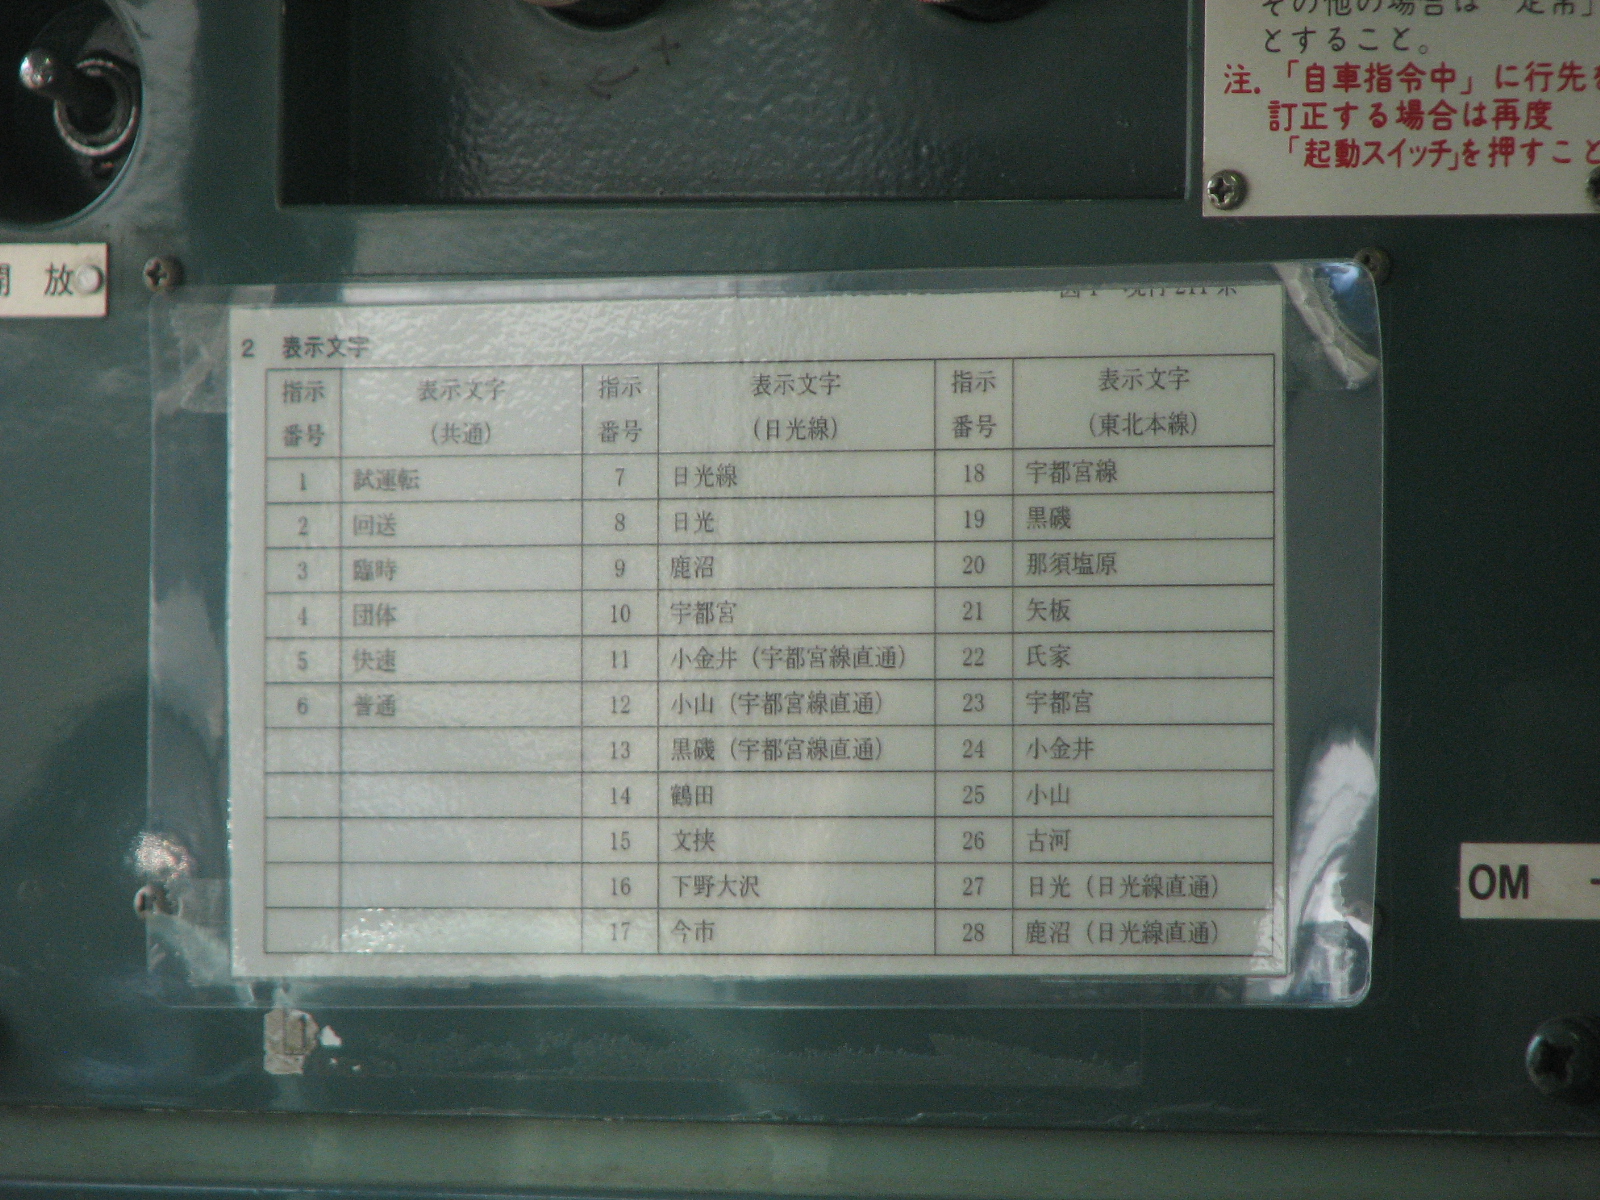 その他の場合は「定常」
とすること。
注.「自車指令中」に行先を
訂正する場合は再度
「起動スイッチ」を押すこと
放
2 表示文字
指示番号 表示文字(共通) 指示番号 表示文字(日光線) 指示番号 表示文字(東北本線)
1 試運転 7 日光線 18 宇都宮線
2 回送 8 日光 19 黒磯
3 臨時 9 鹿沼 20 那須塩原
4 団体 10 宇都宮 21 矢板
5 快速 11 小金井(宇都宮線直通) 22 氏家
6 普通 12 小山(宇都宮線直通) 23 宇都宮
13 黒磯(宇都宮線直通) 24 小金井
14 鶴田 25 小山
15 文挟 26 古河
16 下野大沢 27 日光(日光線直通)
17 今市 28 鹿沼(日光線直通)
OM